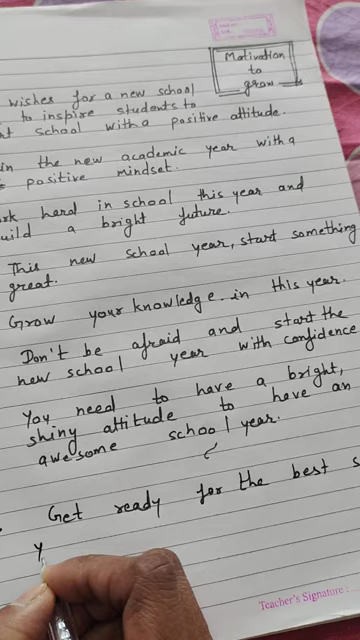 Motivation
to
grow
wishes for a new school
to inspire students to
school with a positive attitude.
in the new academic year with a
positive mindset.
hard in school this year and
a bright future.
This new school year, start something
great.
Grow your knowledge. in this year.
Don't be afraid and start the
new school year with confidence
You need to have a bright,
shiny attitude to have an
awesome school year.
Get ready for the best s
y
Teacher's Signature :